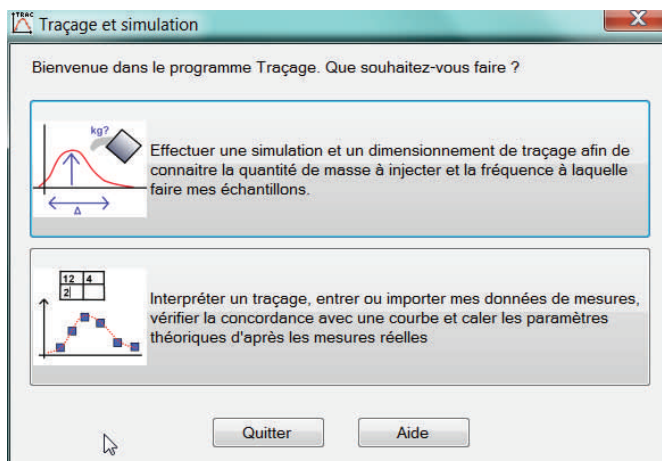 TRAC
Traçage et simulation
X
Bienvenue dans le programme Traçage. Que souhaitez-vous faire ?
kg?
Δ
Effectuer une simulation et un dimensionnement de traçage afin de
connaitre la quantité de masse à injecter et la fréquence à laquelle
faire mes échantillons.
12 4
2
Interpréter un traçage, entrer ou importer mes données de mesures,
vérifier la concordance avec une courbe et caler les paramètres
théoriques d'après les mesures réelles
Quitter
Aide